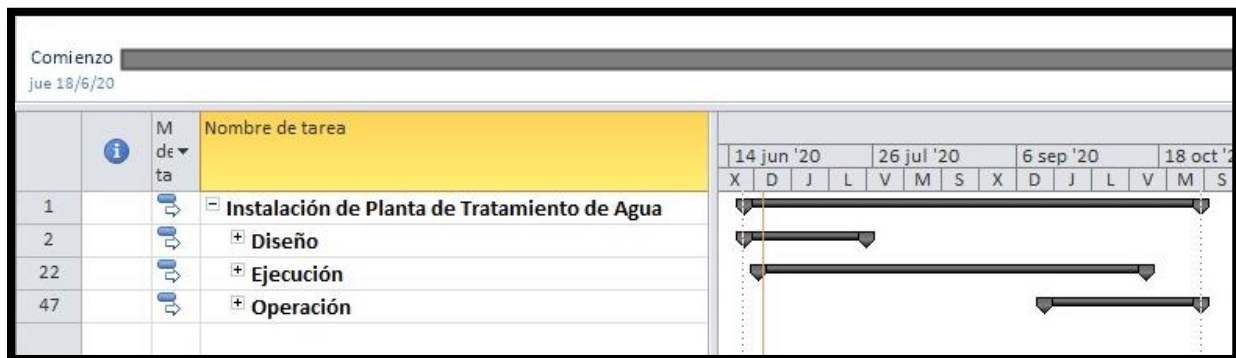 Comienzo
jue 18/6/20
M
de
ta
Nombre de tarea
14 jun '20 26 jul '20 6 sep '20 18 oct '2
X D J L V M S X D J L V M S
1 Instalación de Planta de Tratamiento de Agua
2 Diseño
22 Ejecución
47 Operación